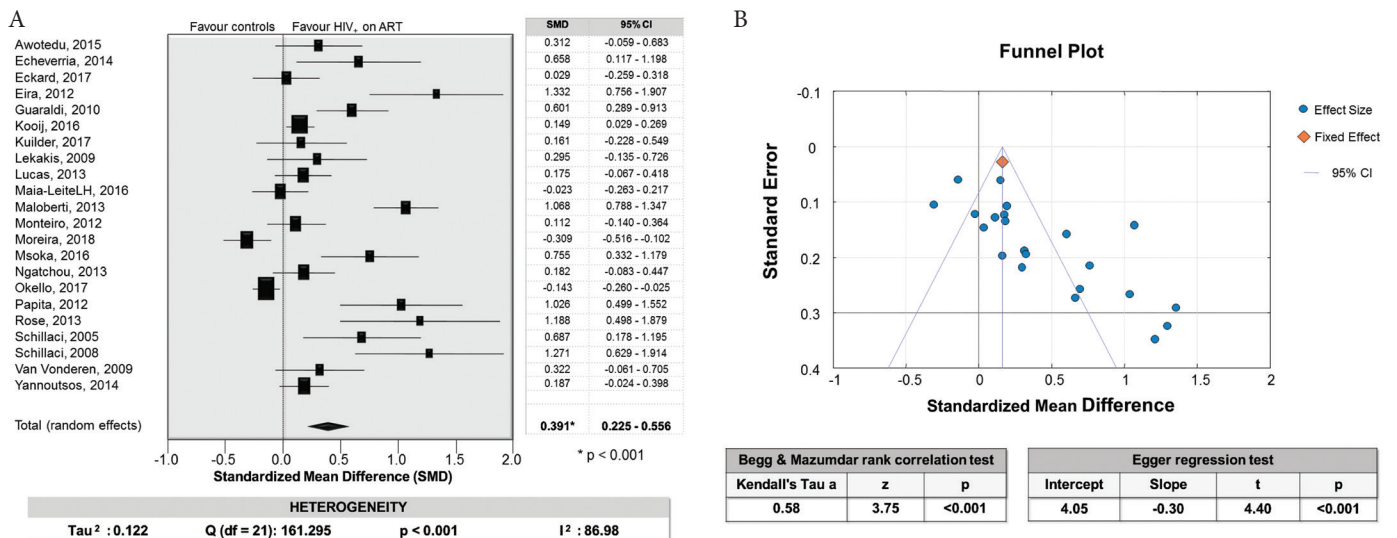 A
Favour controls Favour HIV+ on ART
SMD 95% CI
Awotedu, 2015 0.312 -0.059 - 0.683
Echeverria, 2014 0.658 0.117 - 1.198
Eckard, 2017 0.029 -0.259 - 0.318
Eira, 2012 1.332 0.756 - 1.907
Guaraldi, 2010 0.601 0.289 - 0.913
Kooij, 2016 0.149 0.029 - 0.269
Kuilder, 2017 0.161 -0.228 - 0.549
Lekakis, 2009 0.295 -0.135 - 0.726
Lucas, 2013 0.175 -0.067 - 0.418
Maia-LeiteLH, 2016 -0.023 -0.263 - 0.217
Maloberti, 2013 1.068 0.788 - 1.347
Monteiro, 2012 0.112 -0.140 - 0.364
Moreira, 2018 -0.309 -0.516 - -0.102
Msoka, 2016 0.755 0.332 - 1.179
Ngatchou, 2013 0.182 -0.083 - 0.447
Okello, 2017 -0.143 -0.260 - -0.025
Papita, 2012 1.026 0.499 - 1.552
Rose, 2013 1.188 0.498 - 1.879
Schillaci, 2005 0.687 0.178 - 1.195
Schillaci, 2008 1.271 0.629 - 1.914
Van Vonderen, 2009 0.322 -0.061 - 0.705
Yannoutsos, 2014 0.187 -0.024 - 0.398
Total (random effects) 0.391* 0.225 - 0.556
* p < 0.001
-1.0 -0.5 0.0 0.5 1.0 1.5 2.0
Standardized Mean Difference (SMD)
HETEROGENEITY
Tau² : 0.122 Q (df = 21): 161.295 p < 0.001 I² : 86.98
B
Funnel Plot
-0.1
0
0.1
0.2
0.3
0.4
Standard Error
-1 -0.5 0 0.5 1 1.5 2
Standardized Mean Difference
Effect Size
Fixed Effect
95% CI
Begg & Mazumdar rank correlation test
Kendall's Tau a z p
0.58 3.75 <0.001
Egger regression test
Intercept Slope t p
4.05 -0.30 4.40 <0.001